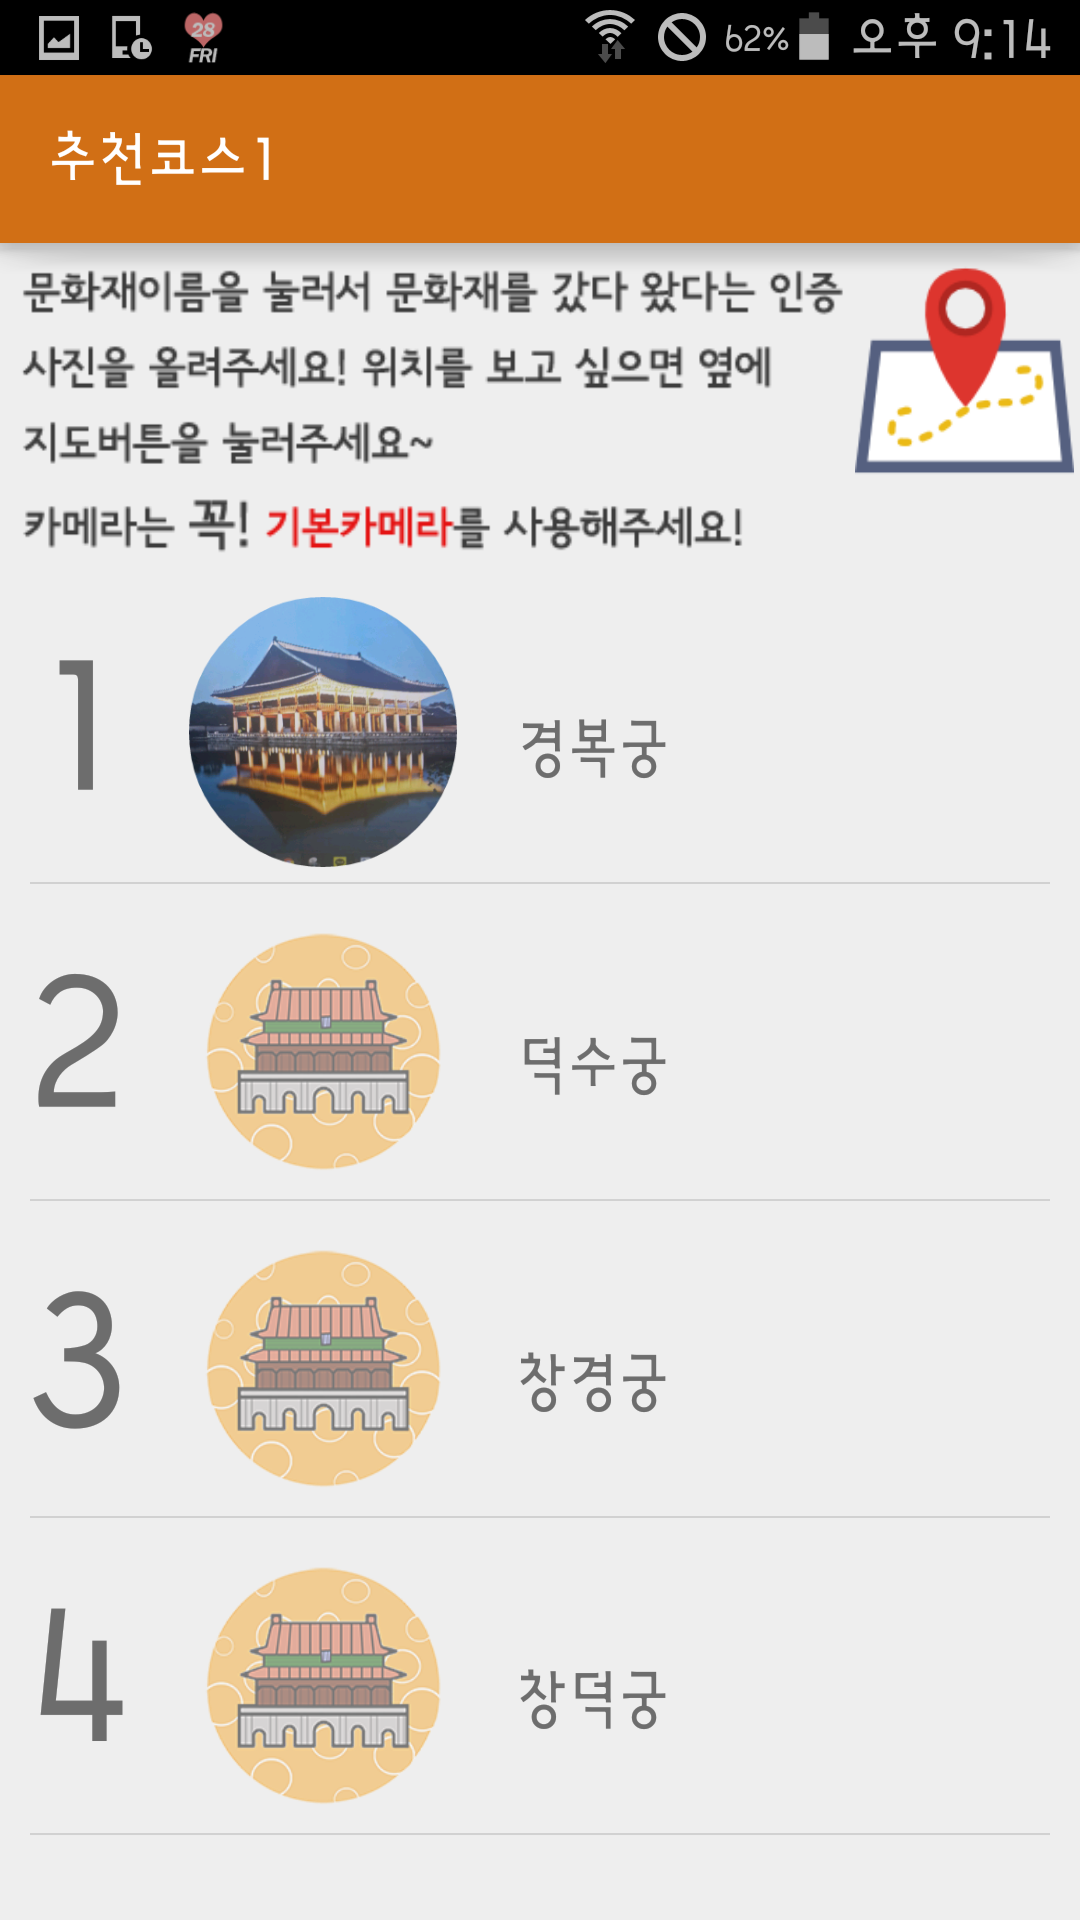 28
FRI
62%
오후 9:14
추천코스1
문화재이름을 눌러서 문화재를 갔다 왔다는 인증
사진을 올려주세요! 위치를 보고 싶으면 옆에
지도버튼을 눌러주세요~
카메라는 꼭! 기본카메라를 사용해주세요!
1
경복궁
2
덕수궁
3
창경궁
4
창덕궁